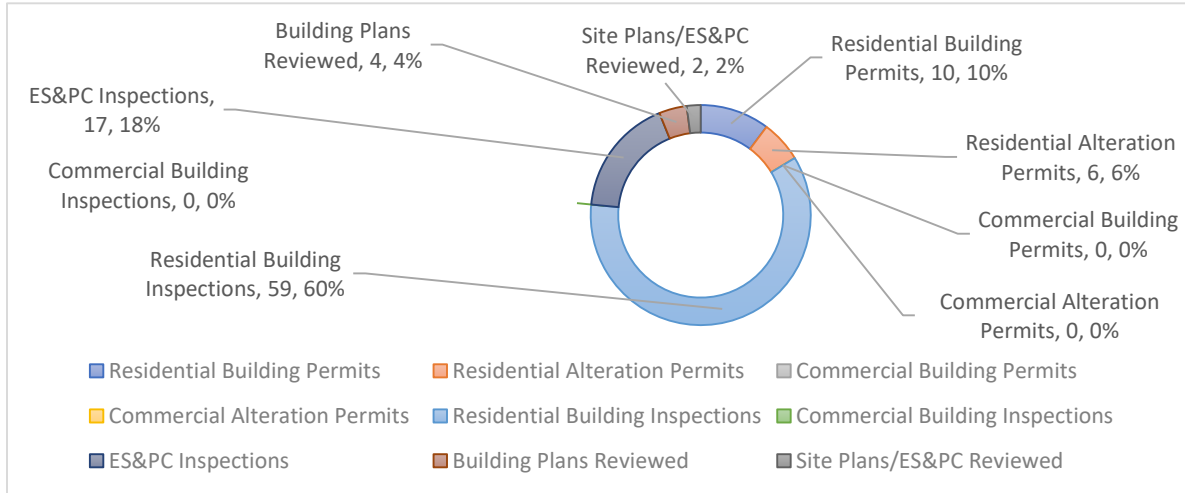 Building Plans
Reviewed, 4, 4%
Site Plans/ES&PC
Reviewed, 2, 2%
Residential Building
Permits, 10, 10%
ES&PC Inspections,
17, 18%
Residential Alteration
Permits, 6, 6%
Commercial Building
Inspections, 0, 0%
Commercial Building
Permits, 0, 0%
Residential Building
Inspections, 59, 60%
Commercial Alteration
Permits, 0, 0%
Residential Building Permits
Residential Alteration Permits
Commercial Building Permits
Commercial Alteration Permits
Residential Building Inspections
Commercial Building Inspections
ES&PC Inspections
Building Plans Reviewed
Site Plans/ES&PC Reviewed